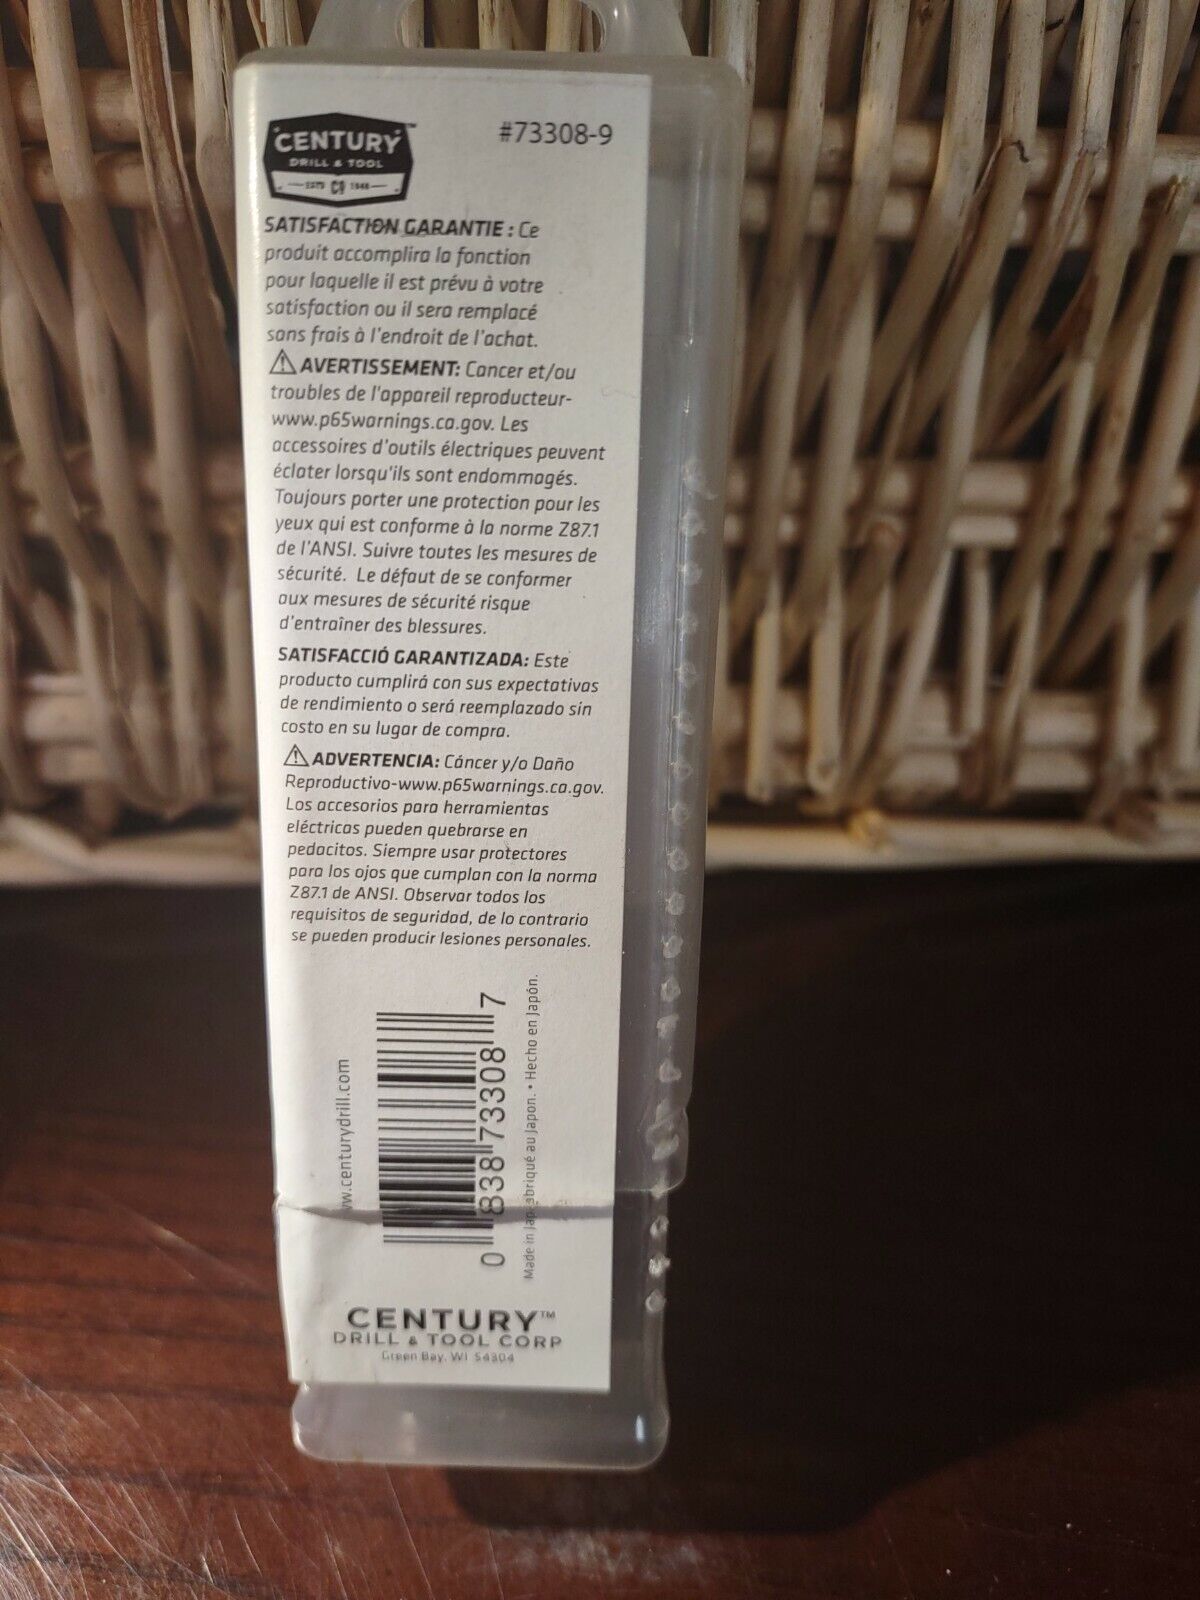 CENTURY™
DRILL & TOOL
ESTD CO 1946
#73308-9
SATISFACTION GARANTIE : Ce
produit accomplira la fonction
pour laquelle il est prévu à votre
satisfaction ou il sera remplacé
sans frais à l'endroit de l'achat.
⚠ AVERTISSEMENT: Cancer et/ou
troubles de l'appareil reproducteur-
www.p65warnings.ca.gov. Les
accessoires d'outils électriques peuvent
éclater lorsqu'ils sont endommagés.
Toujours porter une protection pour les
yeux qui est conforme à la norme Z87.1
de l'ANSI. Suivre toutes les mesures de
sécurité. Le défaut de se conformer
aux mesures de sécurité risque
d'entraîner des blessures.
SATISFACCIÓ GARANTIZADA: Este
producto cumplirá con sus expectativas
de rendimiento o será reemplazado sin
costo en su lugar de compra.
⚠ ADVERTENCIA: Cáncer y/o Daño
Reproductivo-www.p65warnings.ca.gov.
Los accesorios para herramientas
eléctricas pueden quebrarse en
pedacitos. Siempre usar protectores
para los ojos que cumplan con la norma
Z87.1 de ANSI. Observar todos los
requisitos de seguridad, de lo contrario
se pueden producir lesiones personales.
w.centurydrill.com
0 838 73308 7
Made in Jap abriqué au Japon. • Hecho en Japón.
CENTURY™
DRILL & TOOL CORP
Green Bay, WI 54304